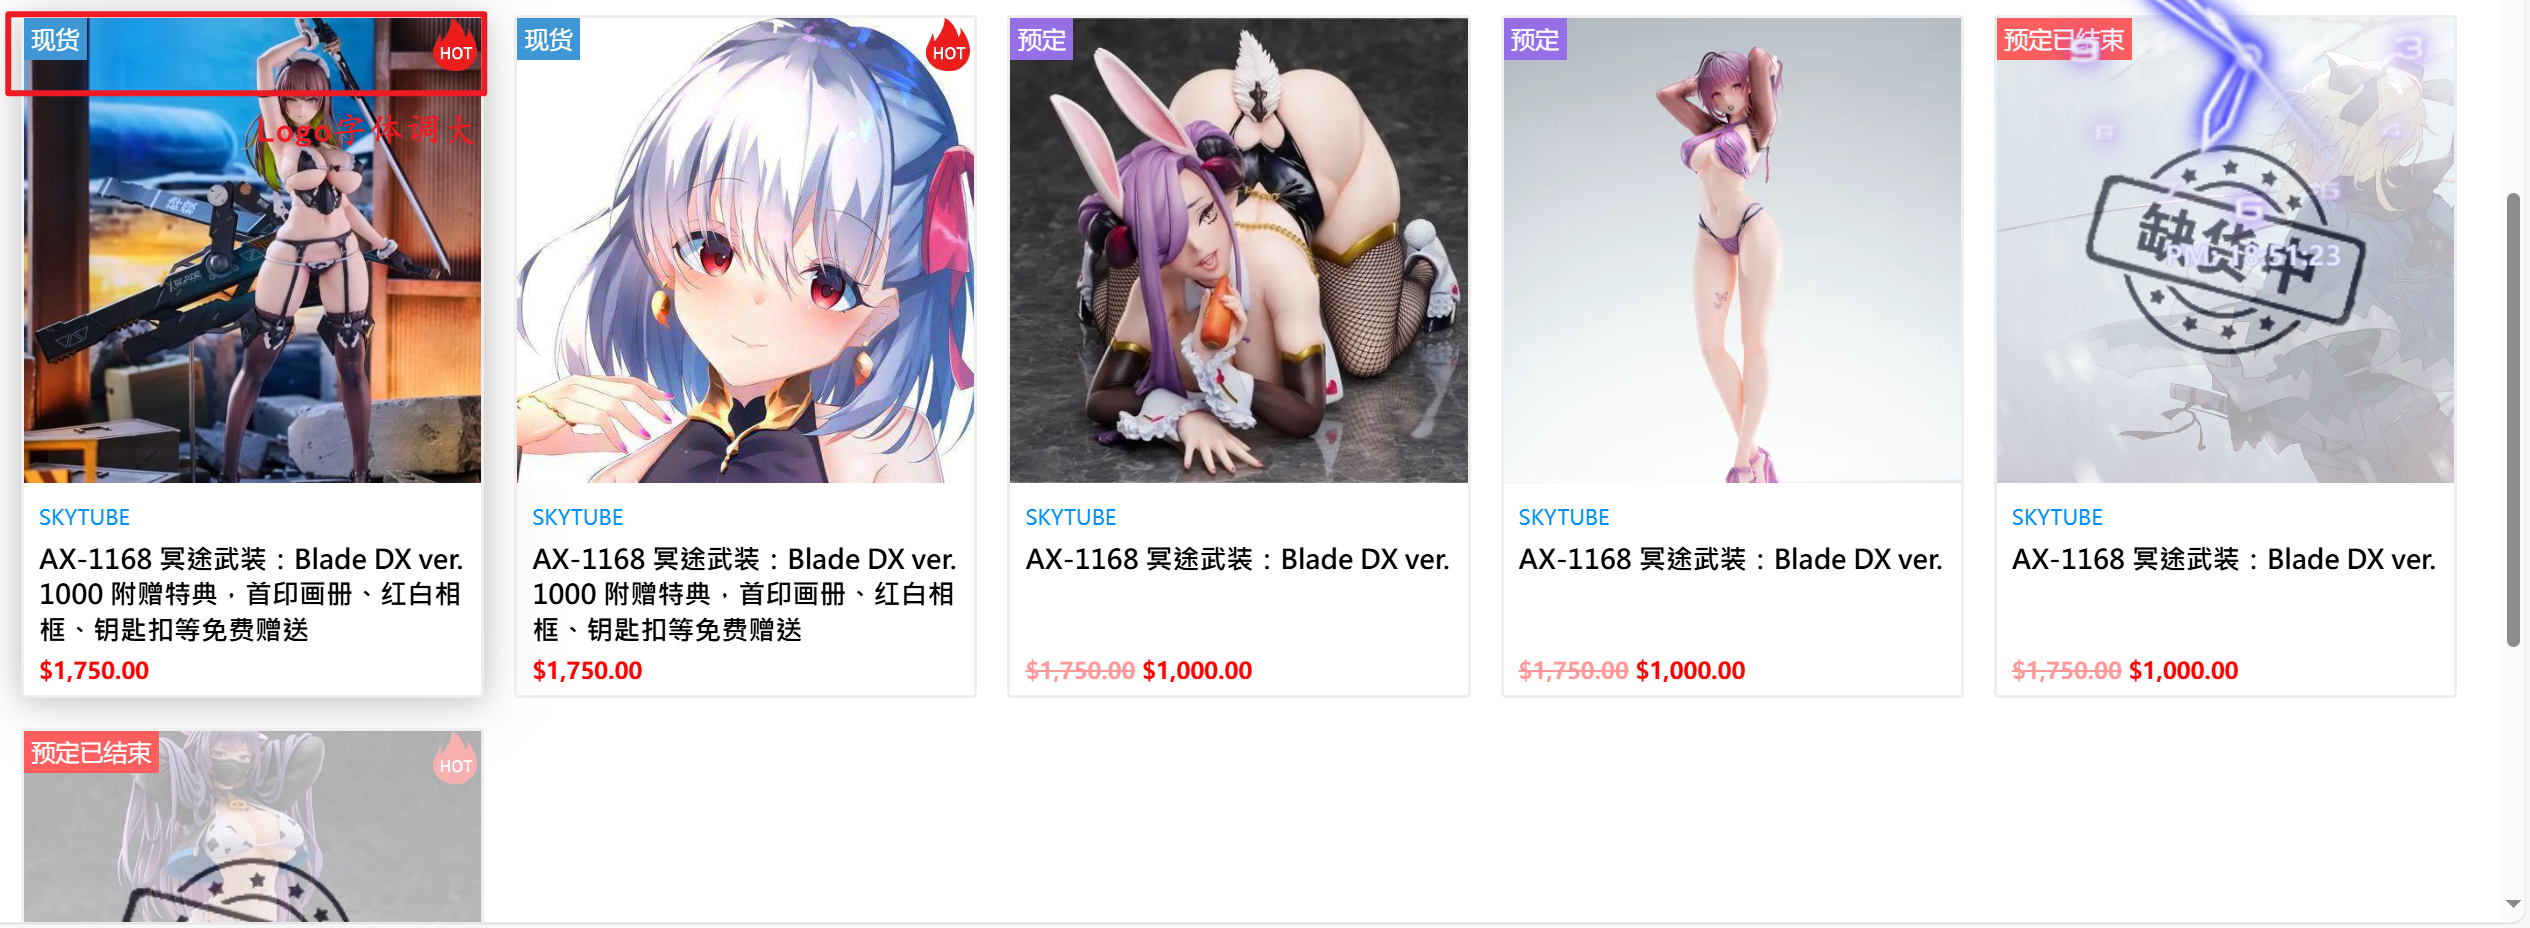 现货
HOT
Logo字体调大
SKYTUBE
AX-1168 冥途武装：Blade DX ver.
1000 附赠特典，首印画册、红白相
框、钥匙扣等免费赠送
$1,750.00
现货
HOT
SKYTUBE
AX-1168 冥途武装：Blade DX ver.
1000 附赠特典，首印画册、红白相
框、钥匙扣等免费赠送
$1,750.00
预定
SKYTUBE
AX-1168 冥途武装：Blade DX ver.
$1,750.00 $1,000.00
预定
SKYTUBE
AX-1168 冥途武装：Blade DX ver.
$1,750.00 $1,000.00
预定已结束
9
3
6
5
缺货中
PM: 18:51:23
SKYTUBE
AX-1168 冥途武装：Blade DX ver.
$1,750.00 $1,000.00
预定已结束
HOT